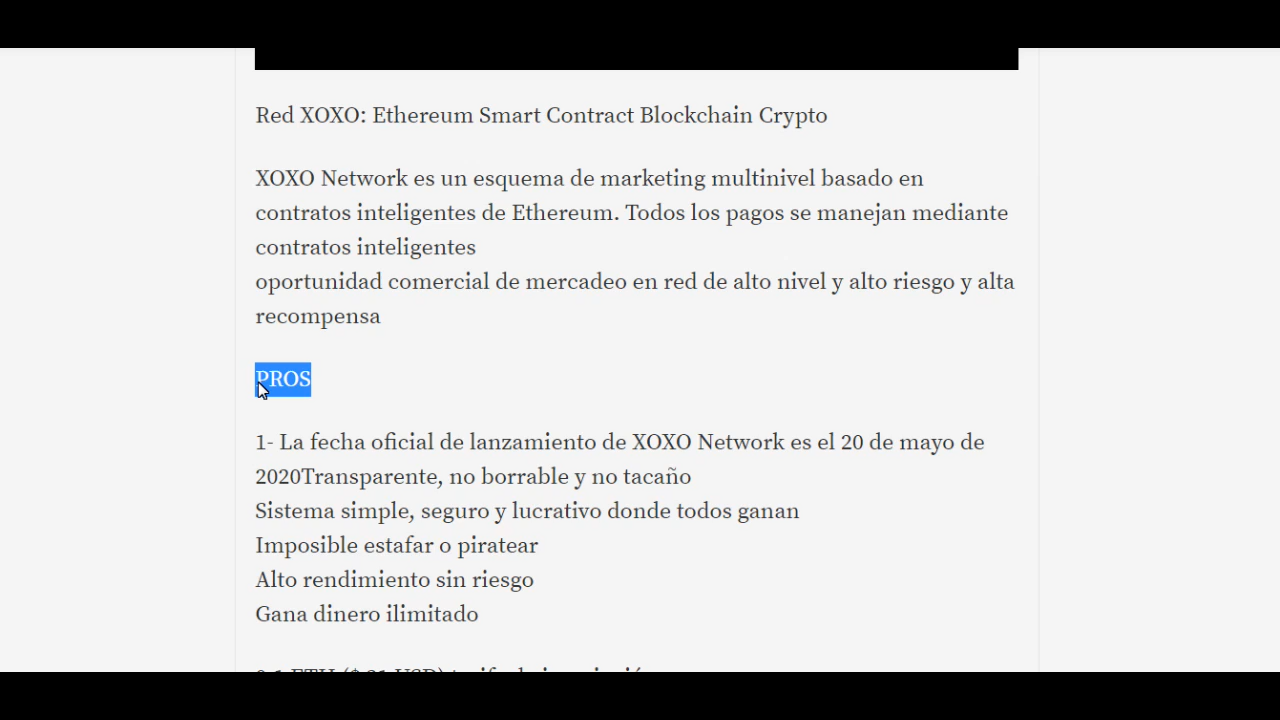 Red XOXO: Ethereum Smart Contract Blockchain Crypto
XOXO Network es un esquema de marketing multinivel basado en
contratos inteligentes de Ethereum. Todos los pagos se manejan mediante
contratos inteligentes
oportunidad comercial de mercadeo en red de alto nivel y alto riesgo y alta
recompensa
PROS
1- La fecha oficial de lanzamiento de XOXO Network es el 20 de mayo de
2020Transparente, no borrable y no tacaño
Sistema simple, seguro y lucrativo donde todos ganan
Imposible estafar o piratear
Alto rendimiento sin riesgo
Gana dinero ilimitado